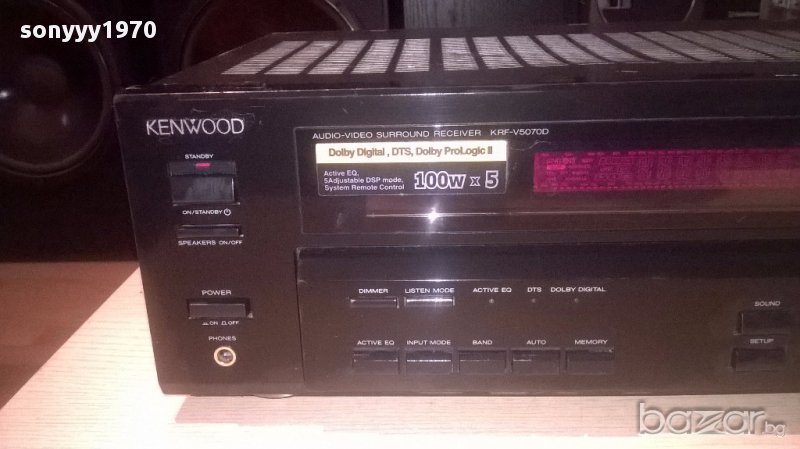 sonyyy1970
KENWOOD
AUDIO-VIDEO SURROUND RECEIVER KRF-V5070D
Dolby Digital , DTS, Dolby ProLogic II
Active EQ,
5Adjustable DSP mode,
System Remote Control
100W x 5
STANDBY
ON/STANDBY
SPEAKERS ON/OFF
POWER
ON OFF
PHONES
DIMMER LISTEN MODE ACTIVE EQ DTS DOLBY DIGITAL
ACTIVE EQ INPUT MODE BAND AUTO MEMORY
SOUND
SETUP
bazar.bg